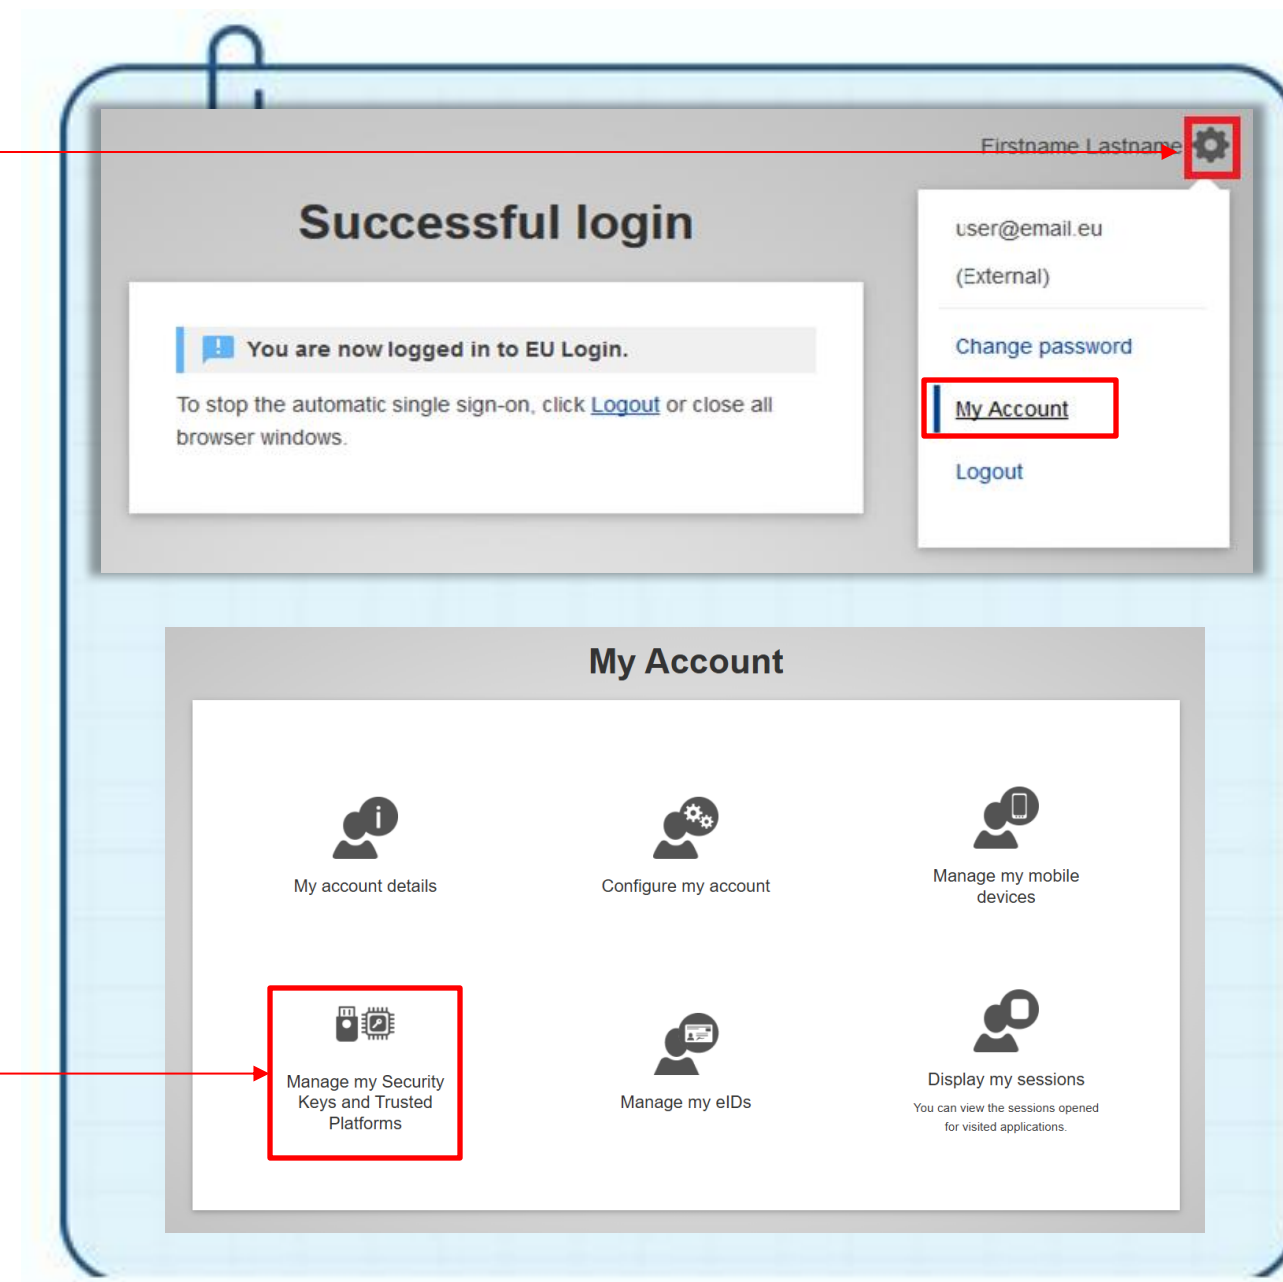 Firstname Lastname
Successful login
user@email.eu
(External)
You are now logged in to EU Login.
Change password
To stop the automatic single sign-on, click Logout or close all
browser windows.
My Account
Logout
My Account
My account details
Configure my account
Manage my mobile
devices
Manage my Security
Keys and Trusted
Platforms
Manage my eIDs
Display my sessions
You can view the sessions opened
for visited applications.